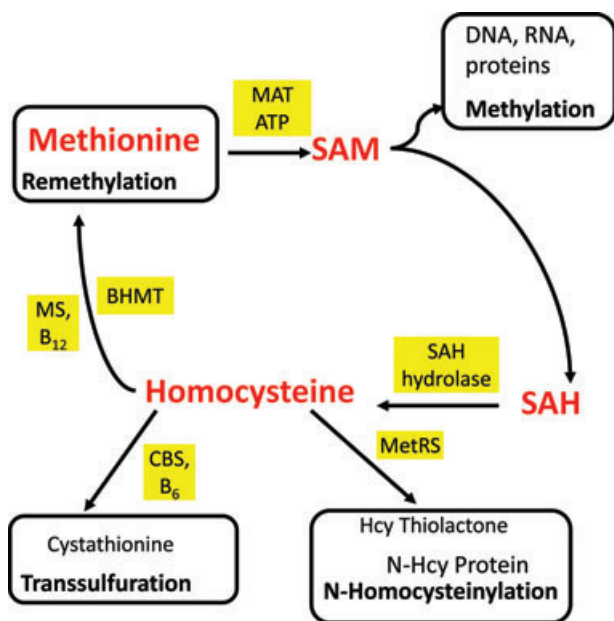 DNA, RNA,
proteins
Methylation
MAT
ATP
Methionine
Remethylation
SAM
MS,
B₁₂
BHMT
SAH
hydrolase
Homocysteine
SAH
CBS,
B₆
MetRS
Cystathionine
Transsulfuration
Hcy Thiolactone
N-Hcy Protein
N-Homocysteinylation